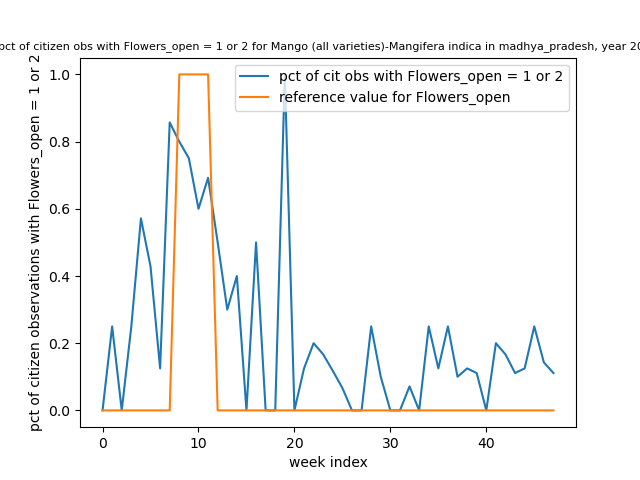 pct of citizen obs with Flowers_open = 1 or 2 for Mango (all varieties)-Mangifera indica in madhya_pradesh, year 20
pct of cit obs with Flowers_open = 1 or 2
reference value for Flowers_open
pct of citizen observations with Flowers_open = 1 or 2
1.0
0.8
0.6
0.4
0.2
0.0
0 10 20 30 40
week index